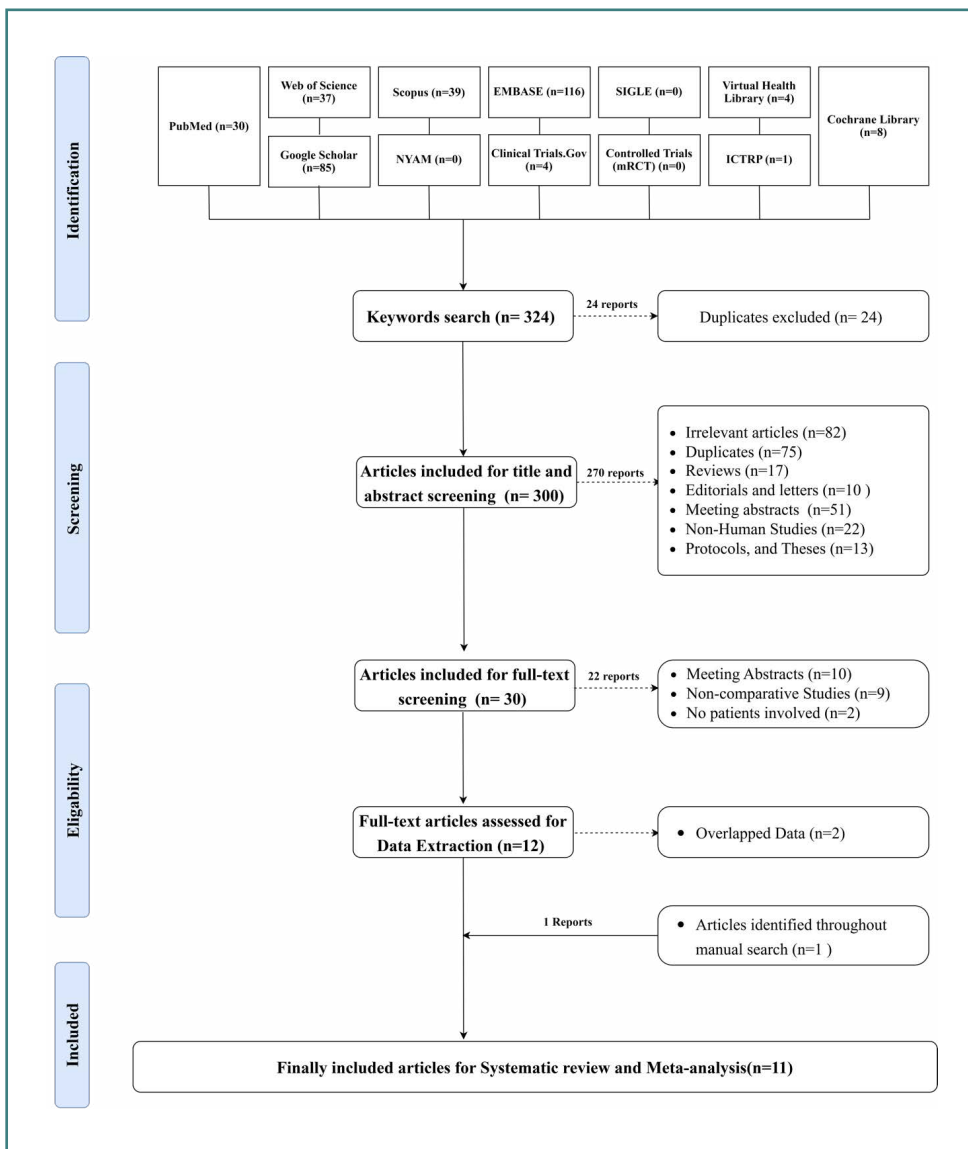 Identification
PubMed (n=30)
Web of Science
(n=37)
Google Scholar
(n=85)
Scopus (n=39)
NYAM (n=0)
EMBASE (n=116)
Clinical Trials.Gov
(n=4)
SIGLE (n=0)
Controlled Trials
(mRCT) (n=0)
Virtual Health
Library (n=4)
ICTRP (n=1)
Cochrane Library
(n=8)
Keywords search (n= 324)
24 reports
Duplicates excluded (n= 24)
Screening
Articles included for title and
abstract screening (n= 300)
270 reports
• Irrelevant articles (n=82)
• Duplicates (n=75)
• Reviews (n=17)
• Editorials and letters (n=10 )
• Meeting abstracts (n=51)
• Non-Human Studies (n=22)
• Protocols, and Theses (n=13)
Eligability
Articles included for full-text
screening (n= 30)
22 reports
• Meeting Abstracts (n=10)
• Non-comparative Studies (n=9)
• No patients involved (n=2)
Full-text articles assessed for
Data Extraction (n=12)
• Overlapped Data (n=2)
1 Reports
• Articles identified throughout
manual search (n=1 )
Included
Finally included articles for Systematic review and Meta-analysis(n=11)